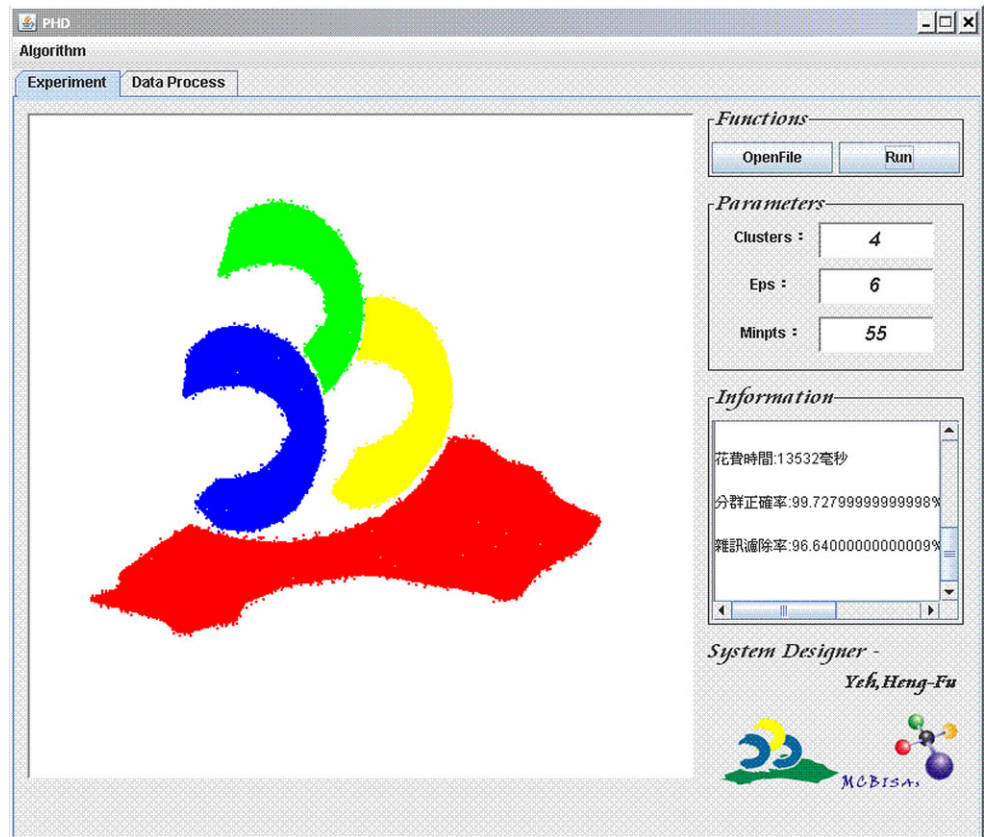 PHD
Algorithm
Experiment Data Process
Functions
OpenFile Run
Parameters
Clusters： 4
Eps： 6
Minpts： 55
Information
花費時間:13532毫秒
分群正確率:99.72799999999998%
雜訊濾除率:96.64000000000009%
System Designer -
Yeh,Heng-Fu
MCBISA,